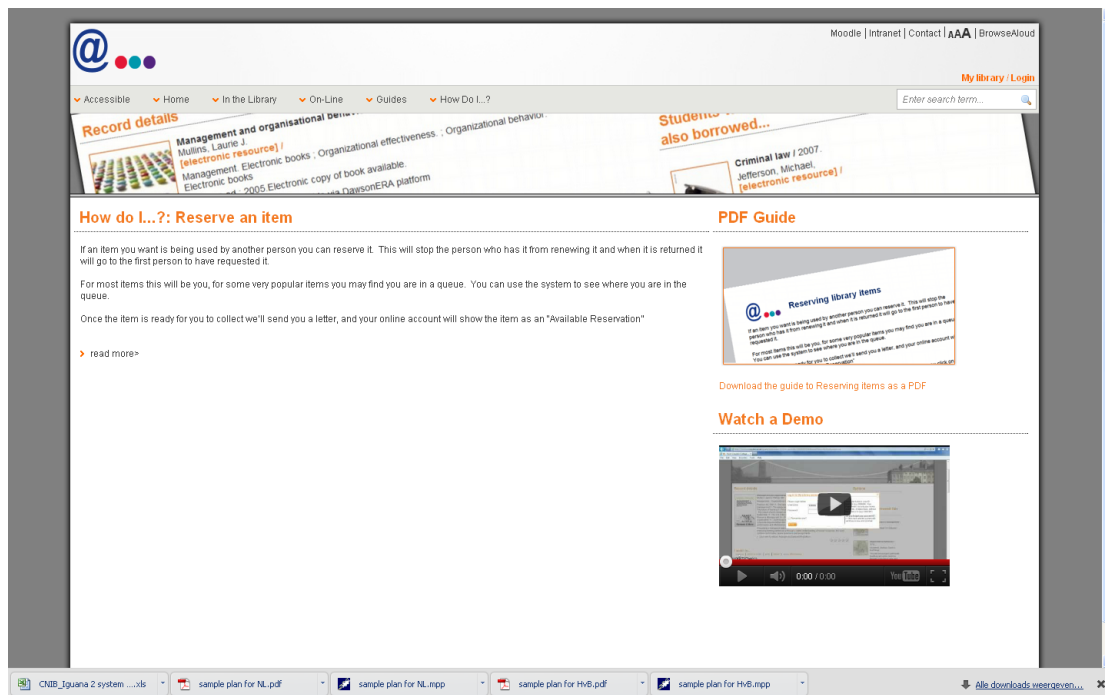 Moodle | Intranet | Contact | AAA | BrowseAloud
@...
My library / Login
Accessible Home In the Library On-Line Guides How Do I...?
Enter search term...
Record details
Management and organisational
Mullins, Laurie J.
[electronic resource] /
Management. Electronic books ; Organizational effectiveness. ; Organizational behavior.
Electronic books
2005 Electronic copy of book available.
DawsonERA platform
Students
also borrowed...
Criminal law / 2007.
Jefferson, Michael,
[electronic resource] /
How do I...?: Reserve an item
If an item you want is being used by another person you can reserve it. This will stop the person who has it from renewing it and when it is returned it
will go to the first person to have requested it.
For most items this will be you, for some very popular items you may find you are in a queue. You can use the system to see where you are in the
queue.
Once the item is ready for you to collect we'll send you a letter, and your online account will show the item as an "Available Reservation"
read more>
PDF Guide
@...
Reserving library items
If an item you want is being used by another person you can reserve it. This will stop the
person who has it from renewing it and when it is returned it will go to the first person to have
requested it.
For most items this will be you, for some very popular items you may find you are in a queue
You can use the system to see where you are in the queue.
ready for you to collect we'll send you a letter, and your online account
Download the guide to Reserving items as a PDF
Watch a Demo
0:00 / 0:00
YouTube
CNIB_Iguana 2 system ....xls
sample plan for NL.pdf
sample plan for NL.mpp
sample plan for HvB.pdf
sample plan for HvB.mpp
Alle downloads weergeven...